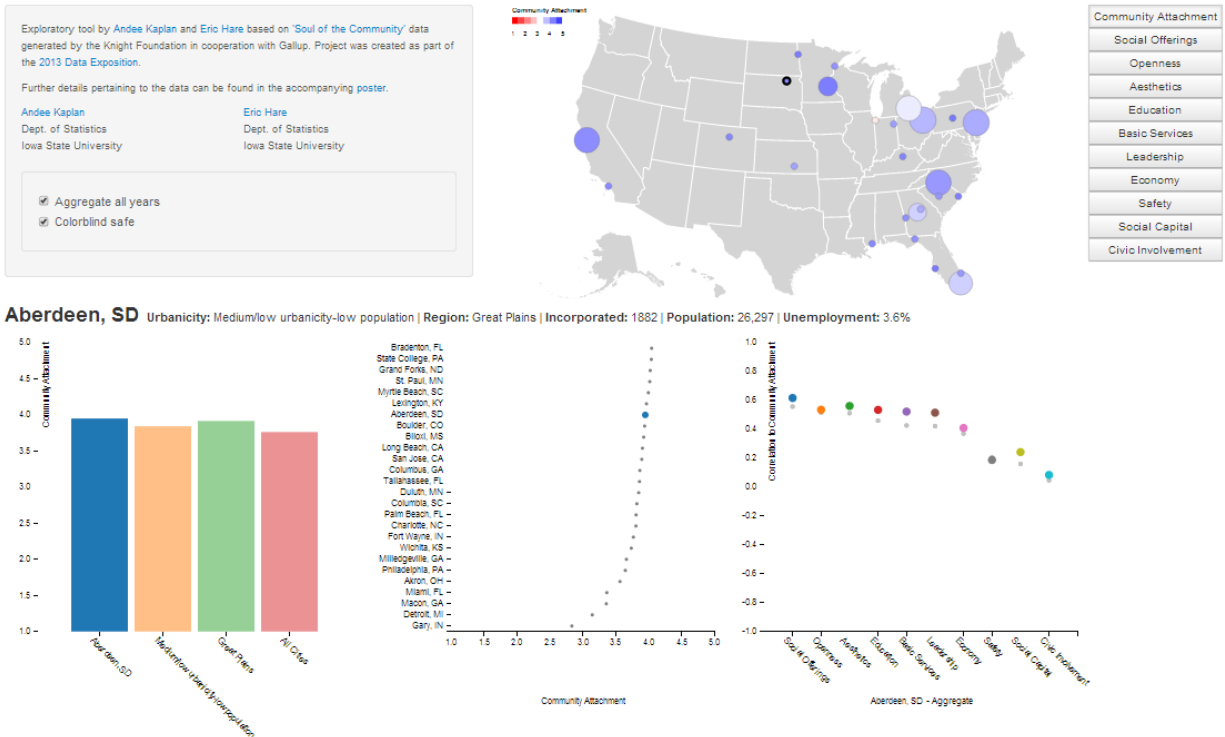 Exploratory tool by Andee Kaplan and Eric Hare based on 'Soul of the Community' data
generated by the Knight Foundation in cooperation with Gallup. Project was created as part of
the 2013 Data Exposition.
Further details pertaining to the data can be found in the accompanying poster.
Andee Kaplan
Dept. of Statistics
Iowa State University
Eric Hare
Dept. of Statistics
Iowa State University
Aggregate all years
Colorblind safe
Community Attachment
1 2 3 4 5
Community Attachment
Social Offerings
Openness
Aesthetics
Education
Basic Services
Leadership
Economy
Safety
Social Capital
Civic Involvement
Aberdeen, SD Urbanicity: Medium/low urbanicity-low population | Region: Great Plains | Incorporated: 1882 | Population: 26,297 | Unemployment: 3.6%
Community Attachment
5.0
4.5
4.0
3.5
3.0
2.5
2.0
1.5
1.0
Aberdeen, SD
Medium/low urbanicity-low population
Great Plains
All Cities
Bradenton, FL
State College, PA
Grand Forks, ND
St. Paul, MN
Myrtle Beach, SC
Lexington, KY
Aberdeen, SD
Boulder, CO
Biloxi, MS
Long Beach, CA
San Jose, CA
Columbus, GA
Tallahassee, FL
Duluth, MN
Columbia, SC
Palm Beach, FL
Charlotte, NC
Fort Wayne, IN
Wichita, KS
Milledgeville, GA
Philadelphia, PA
Akron, OH
Miami, FL
Macon, GA
Detroit, MI
Gary, IN
1.0 1.5 2.0 2.5 3.0 3.5 4.0 4.5 5.0
Community Attachment
Correlation to Community Attachment
1.0
0.8
0.6
0.4
0.2
0.0
-0.2
-0.4
-0.6
-0.8
-1.0
Social Offerings
Openness
Aesthetics
Education
Basic Services
Leadership
Economy
Safety
Social Capital
Civic Involvement
Aberdeen, SD - Aggregate